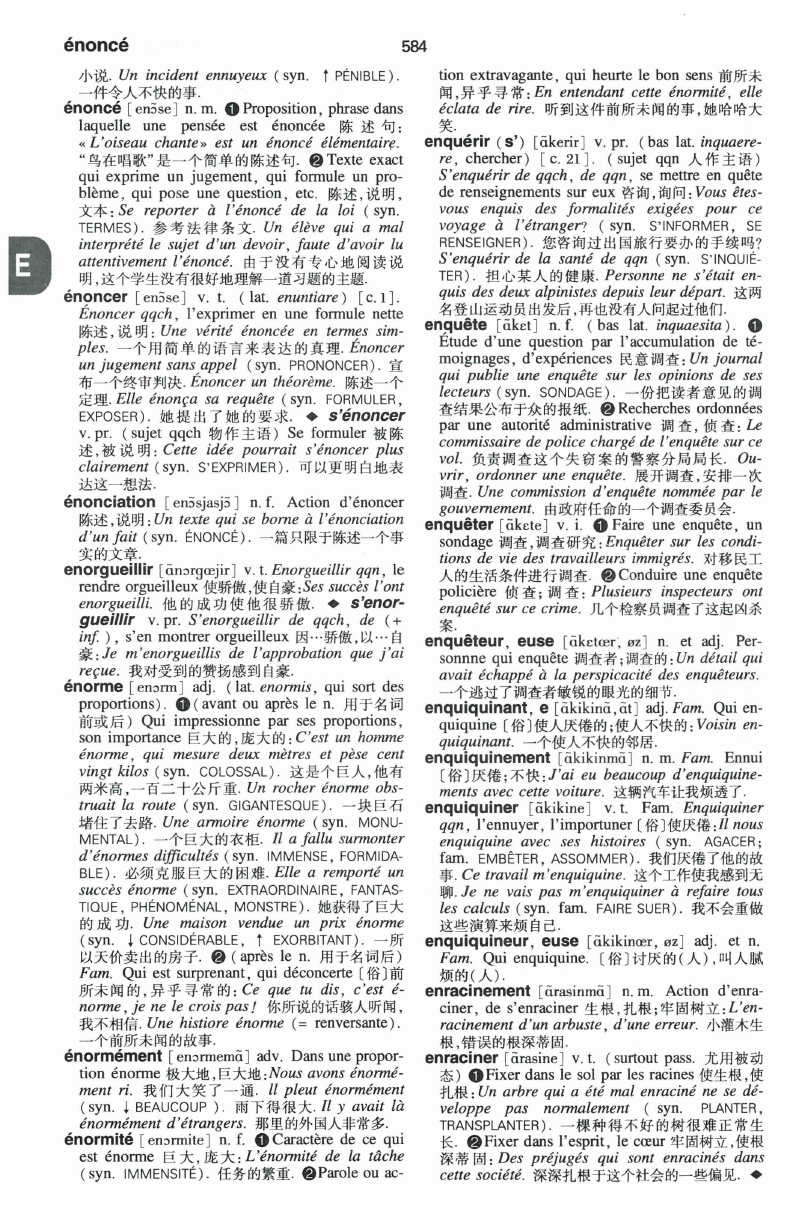 énoncé
584
小说. Un incident ennuyeux ( syn. ↑ PÉNIBLE ).
一件令人不快的事.
énoncé [ enɔ̃se ] n. m. ❶ Proposition, phrase dans
laquelle une pensée est énoncée 陈 述 句:
« L'oiseau chante» est un énoncé élémentaire.
“鸟在唱歌”是一个简单的陈述句. ❷ Texte exact
qui exprime un jugement, qui formule un pro-
blème, qui pose une question, etc. 陈述,说明,
文本: Se reporter à l'énoncé de la loi ( syn.
TERMES ). 参考法律条文. Un élève qui a mal
interprété le sujet d'un devoir, faute d'avoir lu
attentivement l'énoncé. 由于没有专心地阅读说
明,这个学生没有很好地理解一道习题的主题.
énoncer [ enɔ̃se ] v. t. ( lat. enuntiare ) [ c. 1 ].
Énoncer qqch, l'exprimer en une formule nette
陈述,说明: Une vérité énoncée en termes sim-
ples. 一个用简单的语言来表达的真理. Énoncer
un jugement sans appel ( syn. PRONONCER ). 宣
布一个终审判决. Énoncer un théorème. 陈述一个
定理. Elle énonça sa requête ( syn. FORMULER,
EXPOSER ). 她提出了她的要求. ◆ s'énoncer
v. pr. ( sujet qqch 物作主语) Se formuler 被陈
述,被说明: Cette idée pourrait s'énoncer plus
clairement ( syn. S'EXPRIMER ). 可以更明白地表
达这一想法.
énonciation [ enɔ̃sjasjɔ̃ ] n. f. Action d'énoncer
陈述,说明: Un texte qui se borne à l'énonciation
d'un fait ( syn. ÉNONCÉ ). 一篇只限于陈述一个事
实的文章.
enorgueillir [ ɑ̃nɔrgœjir ] v. t. Enorgueillir qqn, le
rendre orgueilleux 使骄傲,使自豪: Ses succès l'ont
enorgueilli. 他的成功使他很骄傲. ◆ s'enor-
gueillir v. pr. S'enorgueillir de qqch, de ( +
inf. ), s'en montrer orgueilleux 因…骄傲,以…自
豪: Je m'enorgueillis de l'approbation que j'ai
reçue. 我对受到的赞扬感到自豪.
énorme [ enɔrm ] adj. ( lat. enormis, qui sort des
proportions ). ❶ ( avant ou après le n. 用于名词
前或后) Qui impressionne par ses proportions,
son importance 巨大的,庞大的: C'est un homme
énorme, qui mesure deux mètres et pèse cent
vingt kilos ( syn. COLOSSAL ). 这是个巨人,他有
两米高,一百二十公斤重. Un rocher énorme obs-
truait la route ( syn. GIGANTESQUE ). 一块巨石
堵住了去路. Une armoire énorme ( syn. MONU-
MENTAL ). 一个巨大的衣柜. Il a fallu surmonter
d'énormes difficultés ( syn. IMMENSE, FORMIDA-
BLE ). 必须克服巨大的困难. Elle a remporté un
succès énorme ( syn. EXTRAORDINAIRE, FANTAS-
TIQUE, PHÉNOMÉNAL, MONSTRE ). 她获得了巨大
的成功. Une maison vendue un prix énorme
( syn. ↓ CONSIDÉRABLE, ↑ EXORBITANT ). 一所
以天价卖出的房子. ❷ ( après le n. 用于名词后)
Fam. Qui est surprenant, qui déconcerte [俗]前
所未闻的,异乎寻常的: Ce que tu dis, c'est é-
norme, je ne le crois pas! 你所说的话骇人听闻,
我不相信. Une histiore énorme ( = renversante ).
一个前所未闻的故事.
énormément [ enɔrmemɑ̃ ] adv. Dans une propor-
tion énorme 极大地,巨大地: Nous avons énormé-
ment ri. 我们大笑了一通. Il pleut énormément
( syn. ↓ BEAUCOUP ). 雨下得很大. Il y avait là
énormément d'étrangers. 那里的外国人非常多.
énormité [ enɔrmite ] n. f. ❶ Caractère de ce qui
est énorme 巨大,庞大: L'énormité de la tâche
( syn. IMMENSITÉ ). 任务的繁重. ❷ Parole ou ac-
E
tion extravagante, qui heurte le bon sens 前所未
闻,异乎寻常: En entendant cette énormité, elle
éclata de rire. 听到这件前所未闻的事,她哈哈大
笑.
enquérir ( s') [ ɑ̃kerir ] v. pr. ( bas lat. inquaere-
re, chercher ) [ c. 21 ]. ( sujet qqn 人作主语)
S'enquérir de qqch, de qqn, se mettre en quête
de renseignements sur eux 咨询,询问: Vous êtes-
vous enquis des formalités exigées pour ce
voyage à l'étranger? ( syn. S'INFORMER, SE
RENSEIGNER ). 您咨询过出国旅行要办的手续吗?
S'enquérir de la santé de qqn ( syn. S'INQUIÉ-
TER ). 担心某人的健康. Personne ne s'était en-
quis des deux alpinistes depuis leur départ. 这两
名登山运动员出发后,再也没有人问起过他们.
enquête [ ɑ̃kɛt ] n. f. ( bas lat. inquaesita ). ❶
Étude d'une question par l'accumulation de té-
moignages, d'expériences 民意调查: Un journal
qui publie une enquête sur les opinions de ses
lecteurs ( syn. SONDAGE ). 一份把读者意见的调
查结果公布于众的报纸. ❷ Recherches ordonnées
par une autorité administrative 调查,侦查: Le
commissaire de police chargé de l'enquête sur ce
vol. 负责调查这个失窃案的警察分局局长. Ou-
vrir, ordonner une enquête. 展开调查,安排一次
调查. Une commission d'enquête nommée par le
gouvernement. 由政府任命的一个调查委员会.
enquêter [ ɑ̃kɛte ] v. i. ❶ Faire une enquête, un
sondage 调查,调查研究: Enquêter sur les condi-
tions de vie des travailleurs immigrés. 对移民工
人的生活条件进行调查. ❷ Conduire une enquête
policière 侦查; 调查: Plusieurs inspecteurs ont
enquêté sur ce crime. 几个检察员调查了这起凶杀
案.
enquêteur, euse [ ɑ̃kɛtœr, øz ] n. et adj. Per-
sonnne qui enquête 调查者;调查的: Un détail qui
avait échappé à la perspicacité des enquêteurs.
一个逃过了调查者敏锐的眼光的细节.
enquiquinant, e [ ɑ̃kikinɑ̃, ɑ̃t ] adj. Fam. Qui en-
quiquine [俗]使人厌倦的;使人不快的: Voisin en-
quiquinant. 一个使人不快的邻居.
enquiquinement [ ɑ̃kikinmɑ̃ ] n. m. Fam. Ennui
[俗]厌倦;不快: J'ai eu beaucoup d'enquiquine-
ments avec cette voiture. 这辆汽车让我烦透了.
enquiquiner [ ɑ̃kikine ] v. t. Fam. Enquiquiner
qqn, l'ennuyer, l'importuner [俗]使厌倦: Il nous
enquiquine avec ses histoires ( syn. AGACER;
fam. EMBÊTER, ASSOMMER ). 我们厌倦了他的故
事. Ce travail m'enquiquine. 这个工作使我感到无
聊. Je ne vais pas m'enquiquiner à refaire tous
les calculs ( syn. fam. FAIRE SUER ). 我不会重做
这些演算来烦自己.
enquiquineur, euse [ ɑ̃kikinœr, øz ] adj. et n.
Fam. Qui enquiquine. [俗]讨厌的(人),叫人腻
烦的(人).
enracinement [ ɑ̃rasinmɑ̃ ] n. m. Action d'enra-
ciner, de s'enraciner 生根,扎根;牢固树立: L'en-
racinement d'un arbuste, d'une erreur. 小灌木生
根,错误的根深蒂固.
enraciner [ ɑ̃rasine ] v. t. ( surtout pass. 尤用被动
态) ❶ Fixer dans le sol par les racines 使生根,使
扎根: Un arbre qui a été mal enraciné ne se dé-
veloppe pas normalement ( syn. PLANTER,
TRANSPLANTER ). 一棵种得不好的树很难正常生
长. ❷ Fixer dans l'esprit, le cœur 牢固树立,使根
深蒂固: Des préjugés qui sont enracinés dans
cette société. 深深扎根于这个社会的一些偏见. ◆